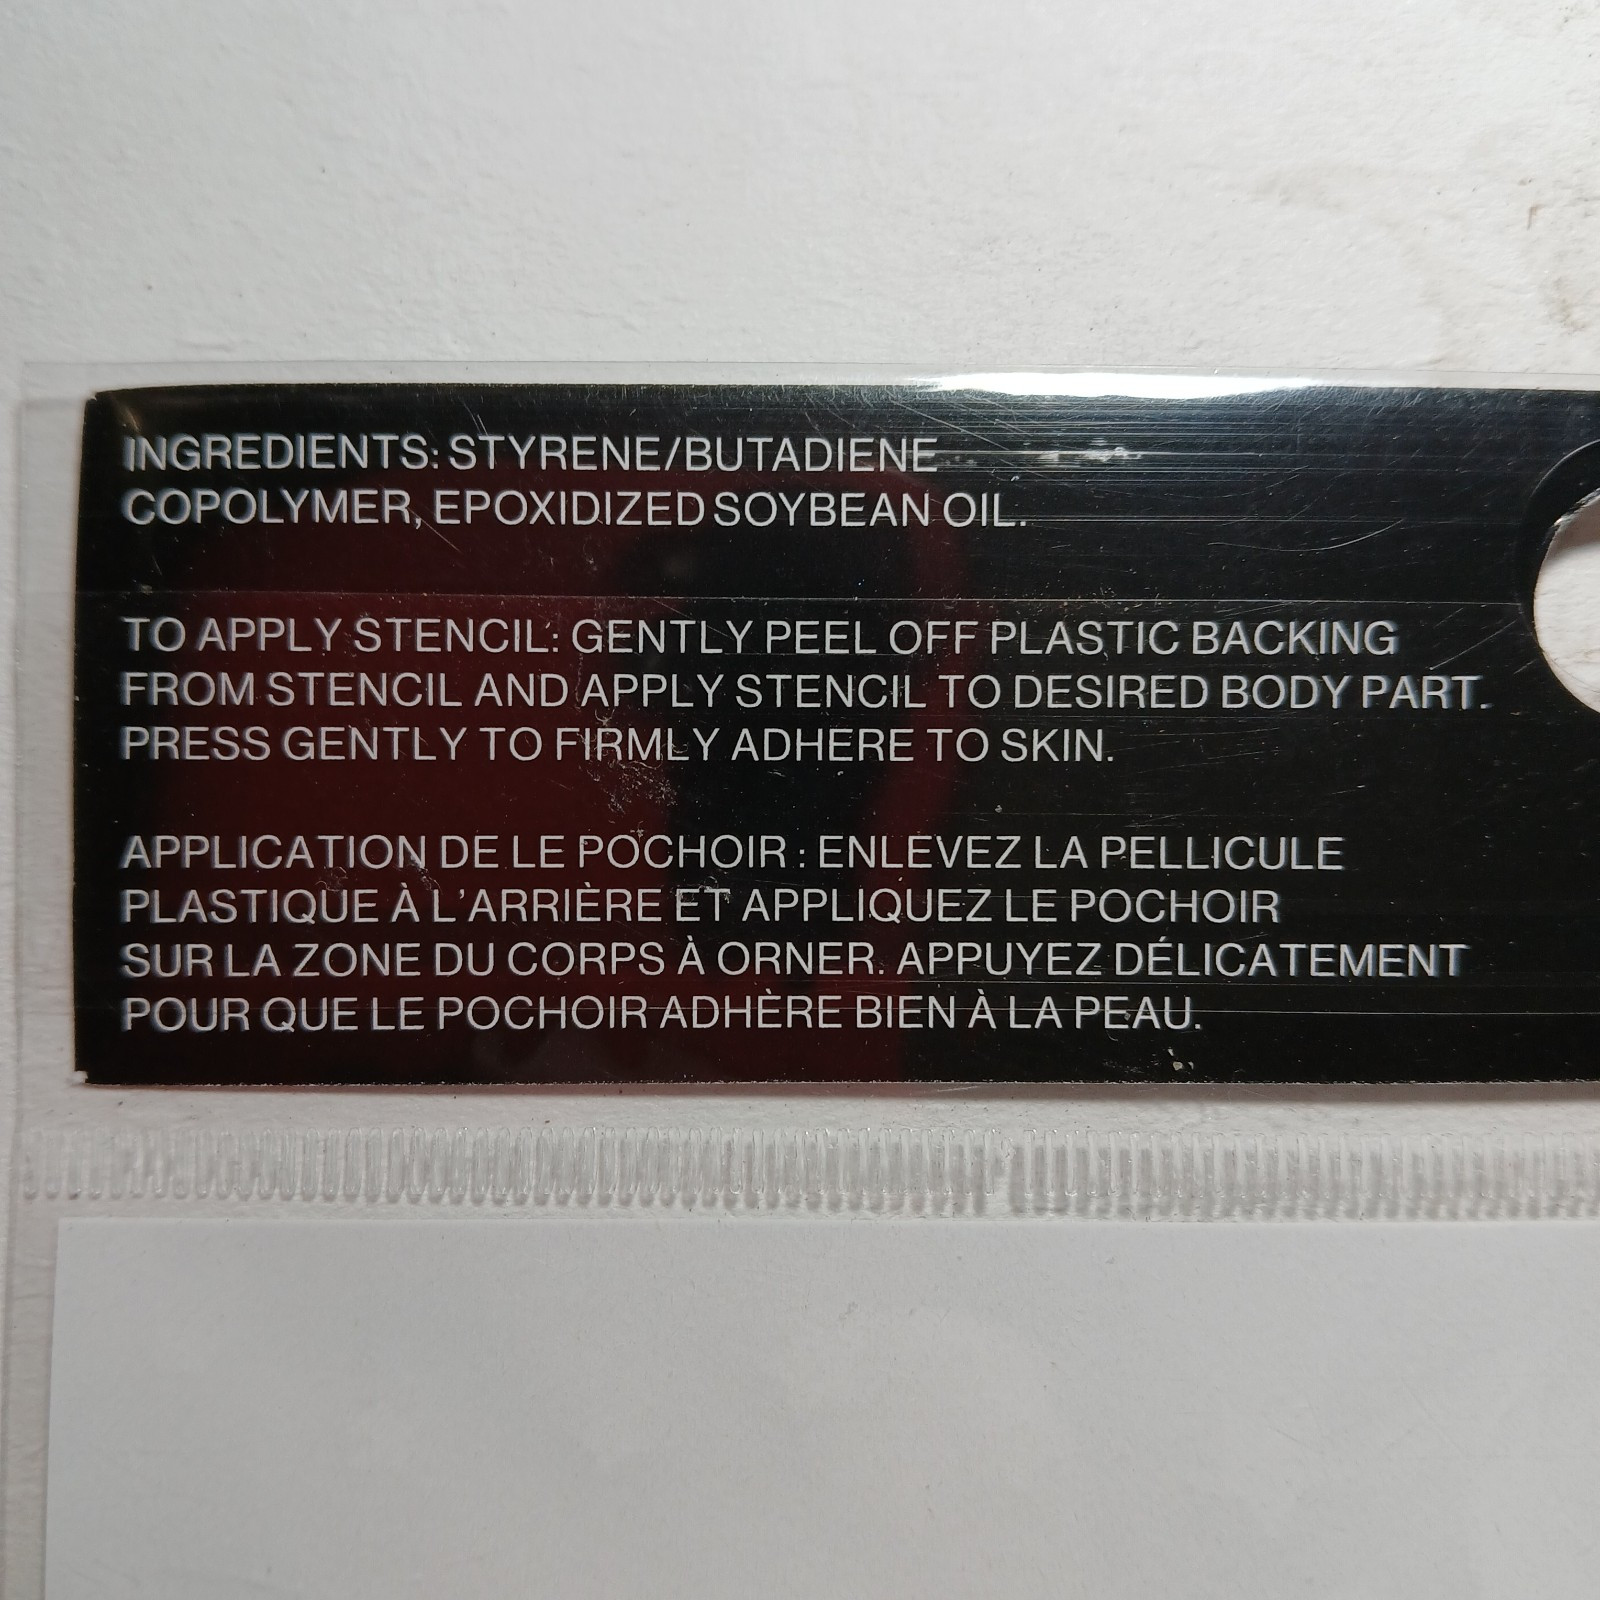 INGREDIENTS: STYRENE/BUTADIENE
COPOLYMER, EPOXIDIZED SOYBEAN OIL.
TO APPLY STENCIL: GENTLY PEEL OFF PLASTIC BACKING
FROM STENCIL AND APPLY STENCIL TO DESIRED BODY PART.
PRESS GENTLY TO FIRMLY ADHERE TO SKIN.
APPLICATION DE LE POCHOIR : ENLEVEZ LA PELLICULE
PLASTIQUE À L'ARRIÈRE ET APPLIQUEZ LE POCHOIR
SUR LA ZONE DU CORPS À ORNER. APPUYEZ DÉLICATEMENT
POUR QUE LE POCHOIR ADHÈRE BIEN À LA PEAU.